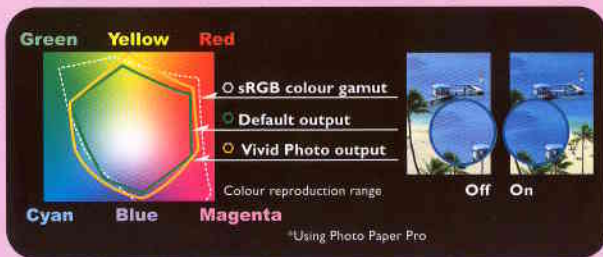 Green Yellow Red
sRGB colour gamut
Default output
Vivid Photo output
Colour reproduction range
Off On
Cyan Blue Magenta
*Using Photo Paper Pro